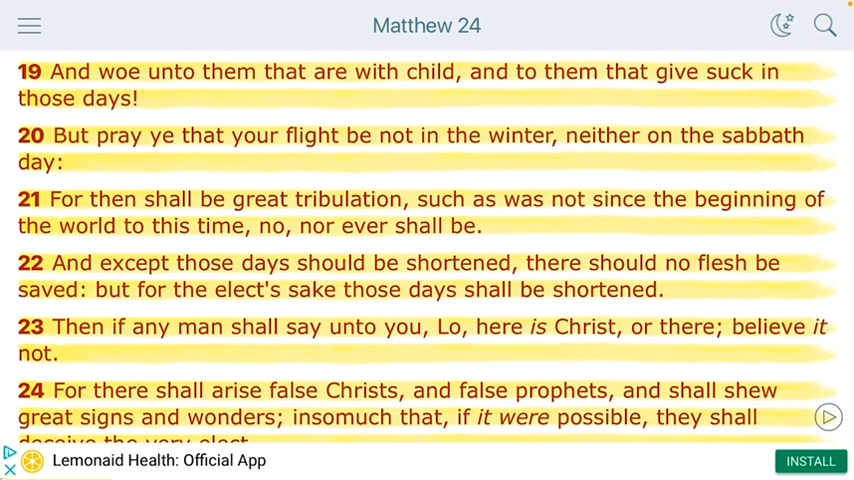 Matthew 24
19 And woe unto them that are with child, and to them that give suck in
those days!
20 But pray ye that your flight be not in the winter, neither on the sabbath
day:
21 For then shall be great tribulation, such as was not since the beginning of
the world to this time, no, nor ever shall be.
22 And except those days should be shortened, there should no flesh be
saved: but for the elect's sake those days shall be shortened.
23 Then if any man shall say unto you, Lo, here is Christ, or there; believe it
not.
24 For there shall arise false Christs, and false prophets, and shall shew
great signs and wonders; insomuch that, if it were possible, they shall
deceive the very elect.
Lemonaid Health: Official App
INSTALL